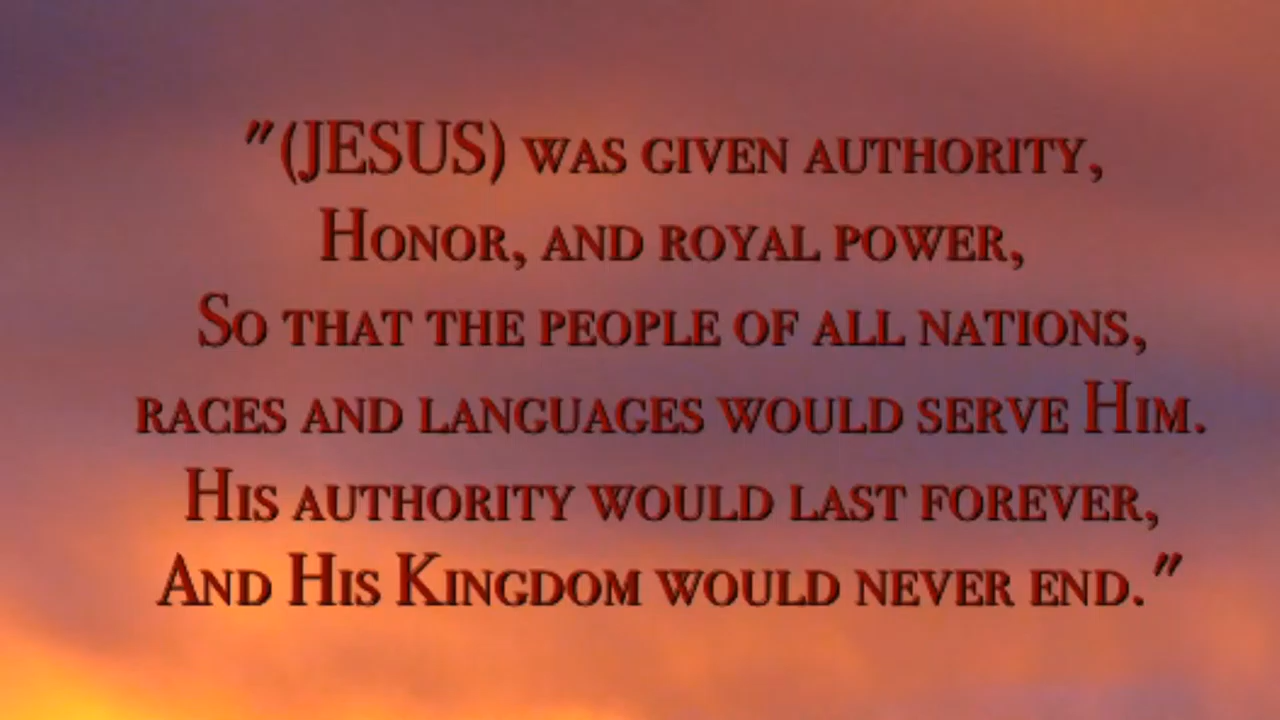 "(JESUS) WAS GIVEN AUTHORITY,
HONOR, AND ROYAL POWER,
SO THAT THE PEOPLE OF ALL NATIONS,
RACES AND LANGUAGES WOULD SERVE HIM.
HIS AUTHORITY WOULD LAST FOREVER,
AND HIS KINGDOM WOULD NEVER END."